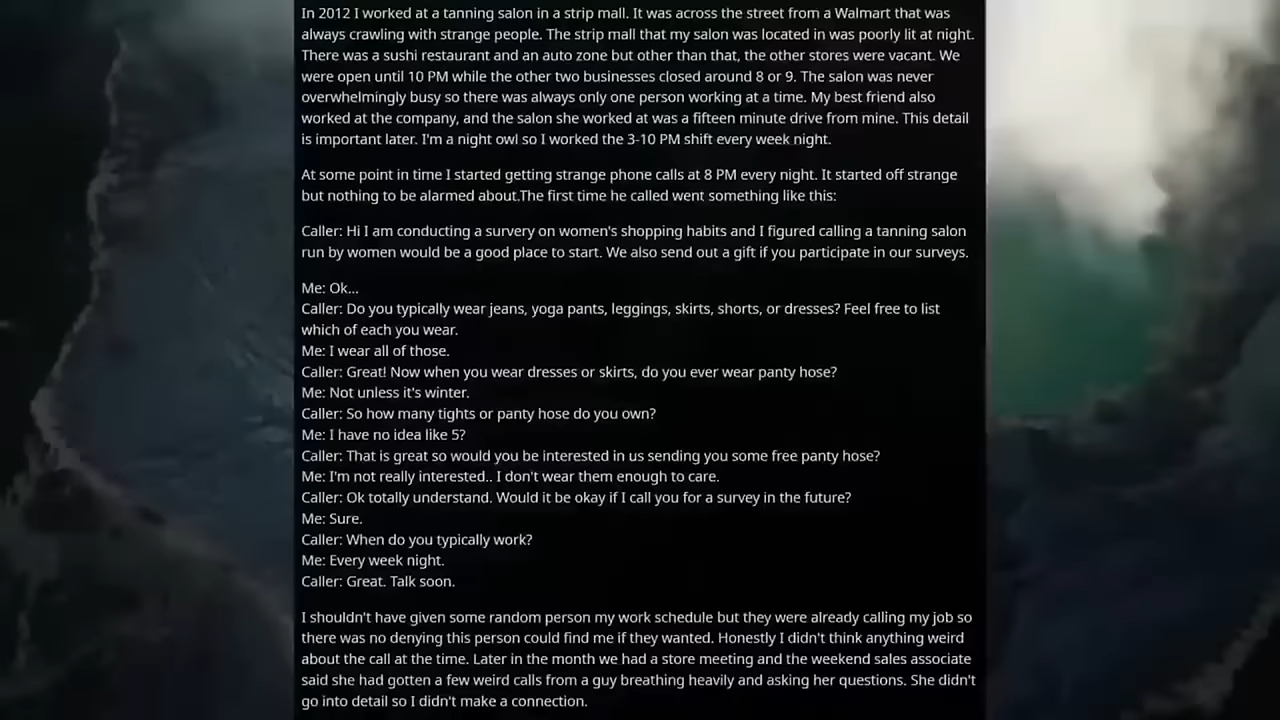 In 2012 I worked at a tanning salon in a strip mall. It was across the street from a Walmart that was
always crawling with strange people. The strip mall that my salon was located in was poorly lit at night.
There was a sushi restaurant and an auto zone but other than that, the other stores were vacant. We
were open until 10 PM while the other two businesses closed around 8 or 9. The salon was never
overwhelmingly busy so there was always only one person working at a time. My best friend also
worked at the company, and the salon she worked at was a fifteen minute drive from mine. This detail
is important later. I'm a night owl so I worked the 3-10 PM shift every week night.
At some point in time I started getting strange phone calls at 8 PM every night. It started off strange
but nothing to be alarmed about.The first time he called went something like this:
Caller: Hi I am conducting a survery on women's shopping habits and I figured calling a tanning salon
run by women would be a good place to start. We also send out a gift if you participate in our surveys.
Me: Ok...
Caller: Do you typically wear jeans, yoga pants, leggings, skirts, shorts, or dresses? Feel free to list
which of each you wear.
Me: I wear all of those.
Caller: Great! Now when you wear dresses or skirts, do you ever wear panty hose?
Me: Not unless it's winter.
Caller: So how many tights or panty hose do you own?
Me: I have no idea like 5?
Caller: That is great so would you be interested in us sending you some free panty hose?
Me: I'm not really interested.. I don't wear them enough to care.
Caller: Ok totally understand. Would it be okay if I call you for a survey in the future?
Me: Sure.
Caller: When do you typically work?
Me: Every week night.
Caller: Great. Talk soon.
I shouldn't have given some random person my work schedule but they were already calling my job so
there was no denying this person could find me if they wanted. Honestly I didn't think anything weird
about the call at the time. Later in the month we had a store meeting and the weekend sales associate
said she had gotten a few weird calls from a guy breathing heavily and asking her questions. She didn't
go into detail so I didn't make a connection.